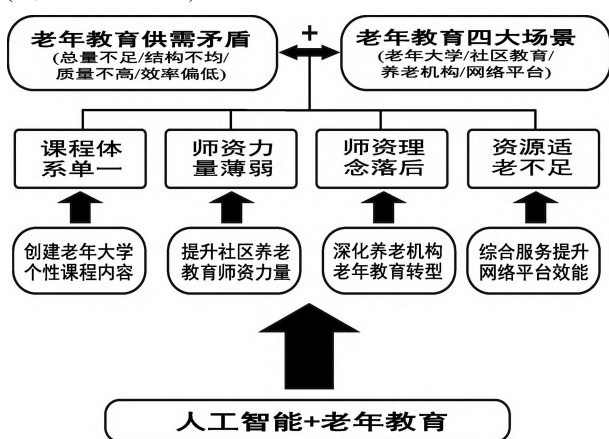 老年教育供需矛盾
(总量不足/结构不均/
质量不高/效率偏低)
+
老年教育四大场景
(老年大学/社区教育/
养老机构/网络平台)
课程体
系单一
师资力
量薄弱
师资理
念落后
资源适
老不足
创建老年大学
个性课程内容
提升社区养老
教育师资力量
深化养老机构
老年教育转型
综合服务提升
网络平台效能
人工智能+老年教育